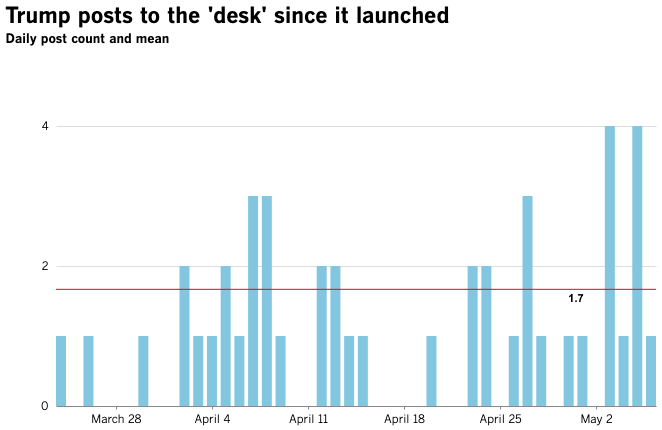 Trump posts to the 'desk' since it launched
Daily post count and mean
4
2
1.7
0
March 28 April 4 April 11 April 18 April 25 May 2